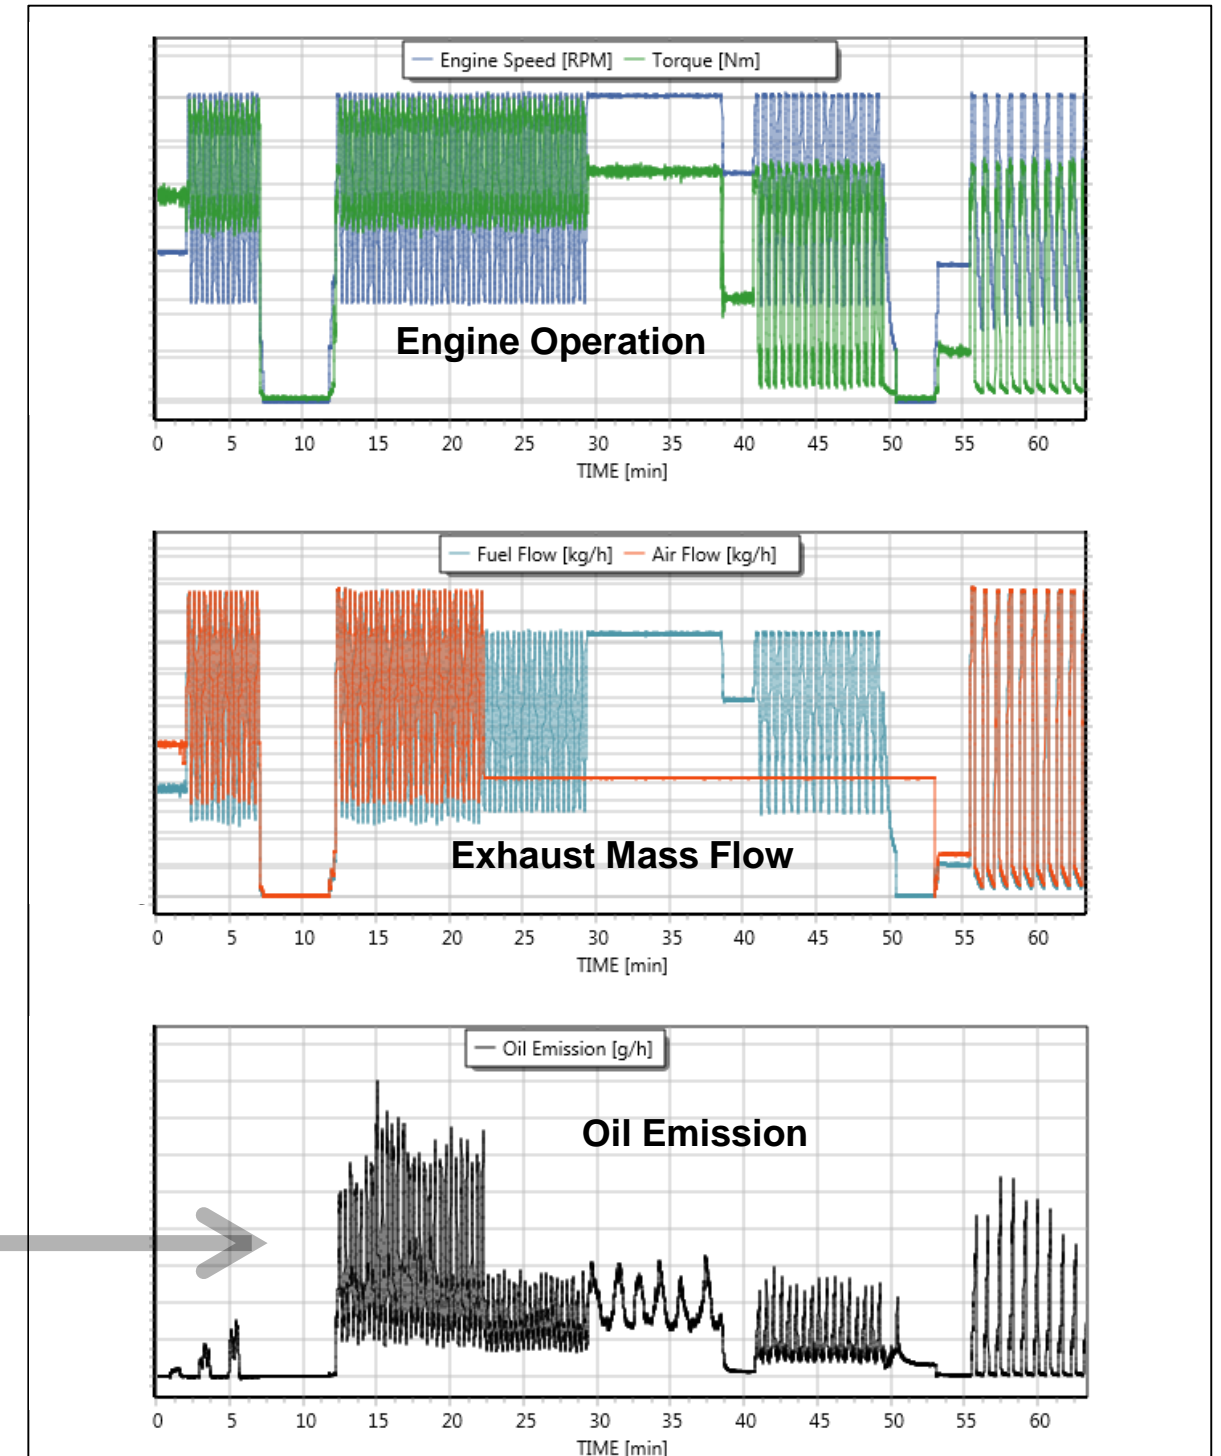 Engine Speed [RPM] Torque [Nm]
Engine Operation
0 5 10 15 20 25 30 35 40 45 50 55 60
TIME [min]
Fuel Flow [kg/h] Air Flow [kg/h]
Exhaust Mass Flow
0 5 10 15 20 25 30 35 40 45 50 55 60
TIME [min]
Oil Emission [g/h]
Oil Emission
0 5 10 15 20 25 30 35 40 45 50 55 60
TIME [min]